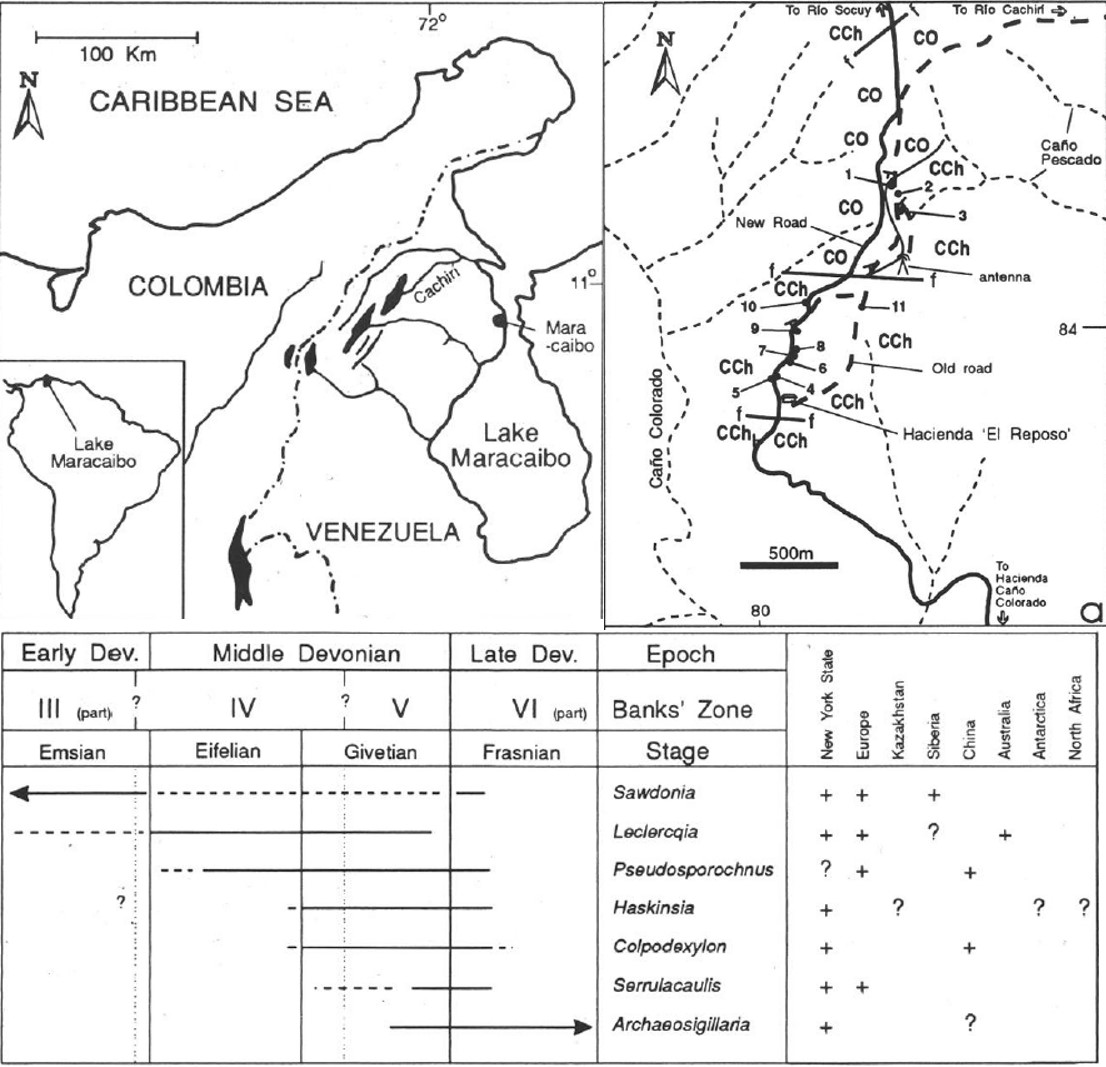 100 Km
72°
N
CARIBBEAN SEA
COLOMBIA
Cachirí
11°
Mara
-caibo
Lake
Maracaibo
Lake
Maracaibo
VENEZUELA
To Río Socuy
To Río Cachirí
N
CCh
f
f
CO
CO
CO
CO
Caño
Pescado
CCh
1
2
CO
3
New Road
CCh
CO
f
f
antenna
CCh
10
11
9
84
CCh
8
7
6
CCh
Old road
5
4
CCh
f
f
Hacienda 'El Reposo'
CCh
CCh
Caño Colorado
500m
To
Hacienda
Caño
Colorado
80
a
Early Dev. Middle Devonian Late Dev. Epoch
III (part) ? IV ? V VI (part) Banks' Zone
Emsian Eifelian Givetian Frasnian Stage
New York State
Europe
Kazakhstan
Siberia
China
Australia
Antarctica
North Africa
Sawdonia + + +
Leclercqia + + ? +
Pseudosporochnus ? + +
? Haskinsia + ? ? ?
Colpodexylon + +
Serrulacaulis + +
Archaeosigillaria + ?